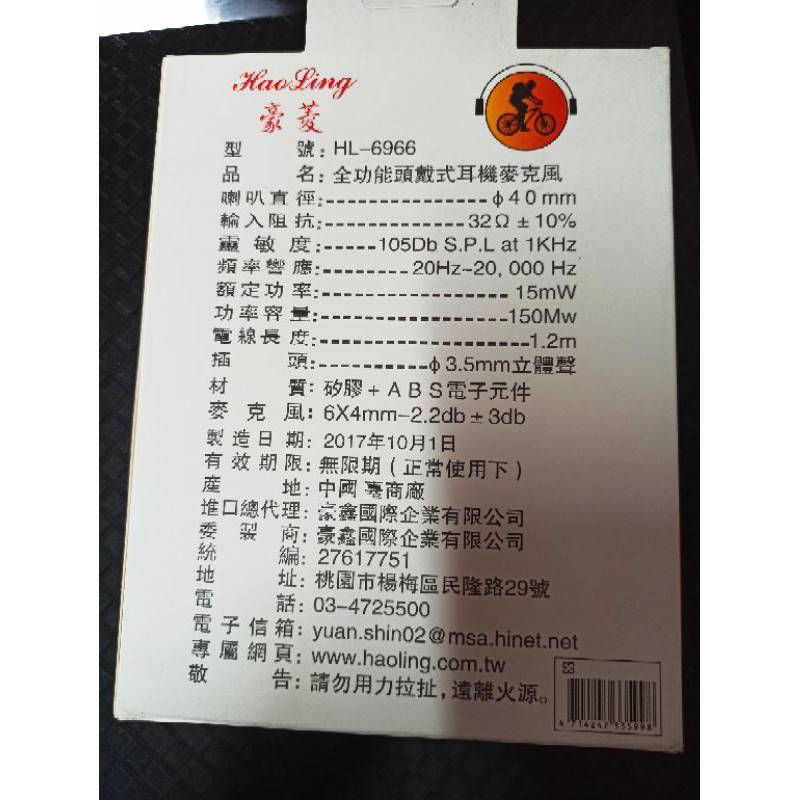 HaoLing
豪菱
型 號: HL-6966
品 名: 全功能頭戴式耳機麥克風
喇叭直徑:----------------ϕ40mm
輸入阻抗:--------------32Ω±10%
靈敏度:-----105Db S.P.L at 1KHz
頻率響應:--------20Hz~20, 000 Hz
額定功率:------------------15mW
功率容量:------------------150Mw
電線長度:--------------------1.2m
插 頭:----------ϕ3.5mm立體聲
材 質: 矽膠+ABS電子元件
麥克風: 6X4mm-2.2db±3db
製造日期: 2017年10月1日
有效期限: 無限期(正常使用下)
產 地: 中國 臺商廠
進口總代理: 豪鑫國際企業有限公司
委製商: 豪鑫國際企業有限公司
統 編: 27617751
地 址: 桃園市楊梅區民隆路29號
電 話: 03-4725500
電子信箱: yuan.shin02@msa.hinet.net
專屬網頁: www.haoling.com.tw
敬 告: 請勿用力拉扯,遠離火源。
4 714247 335998